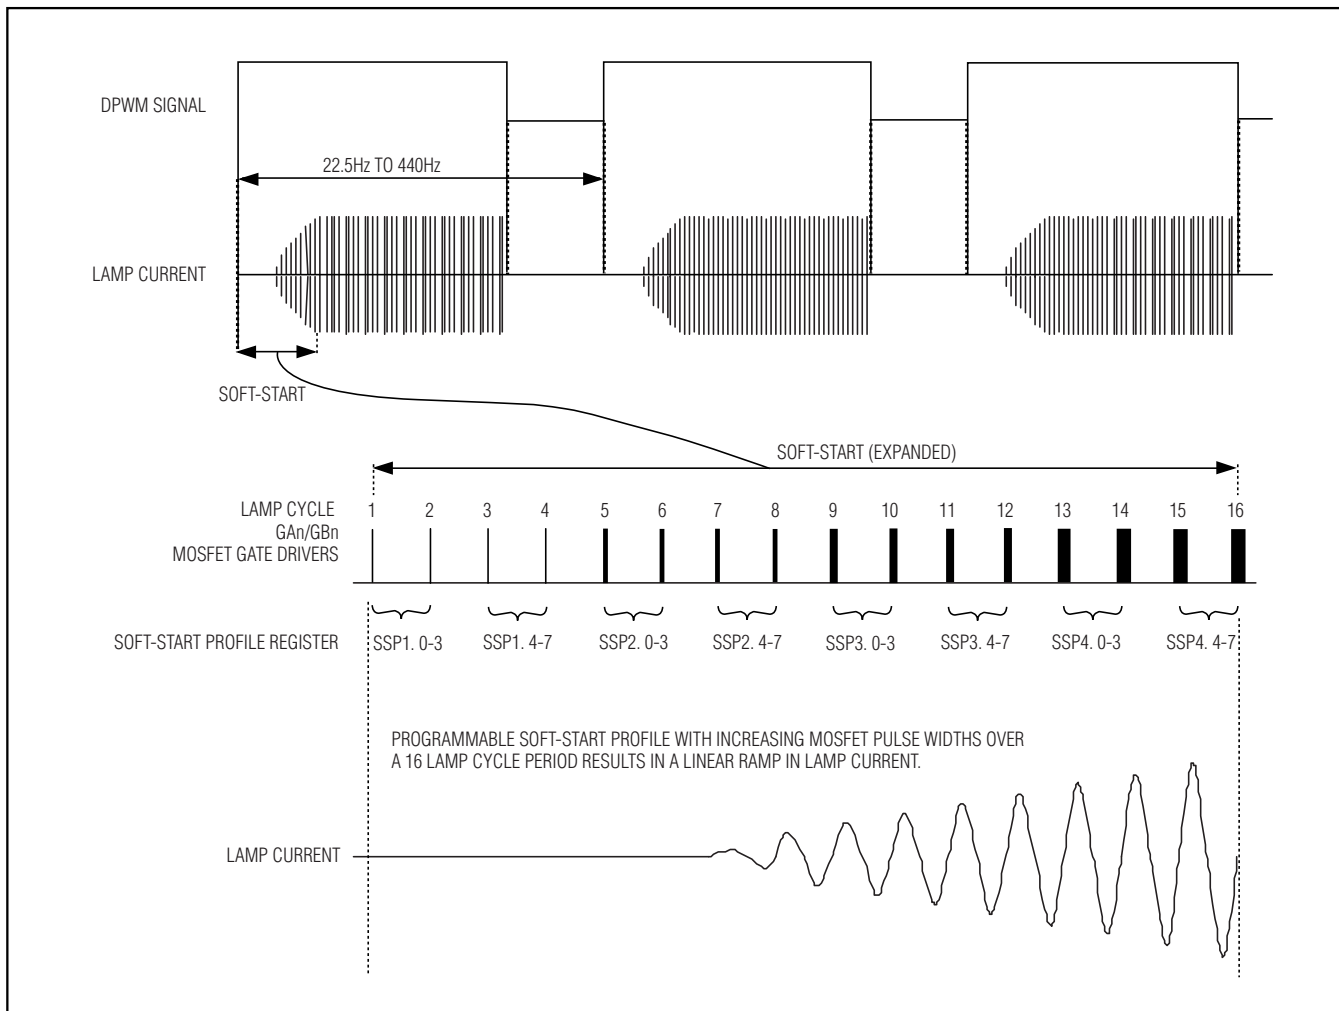 DPWM SIGNAL
22.5Hz TO 440Hz
LAMP CURRENT
SOFT-START
SOFT-START (EXPANDED)
LAMP CYCLE 1 2 3 4 5 6 7 8 9 10 11 12 13 14 15 16
GAn/GBn
MOSFET GATE DRIVERS
SOFT-START PROFILE REGISTER SSP1. 0-3 SSP1. 4-7 SSP2. 0-3 SSP2. 4-7 SSP3. 0-3 SSP3. 4-7 SSP4. 0-3 SSP4. 4-7
PROGRAMMABLE SOFT-START PROFILE WITH INCREASING MOSFET PULSE WIDTHS OVER
A 16 LAMP CYCLE PERIOD RESULTS IN A LINEAR RAMP IN LAMP CURRENT.
LAMP CURRENT